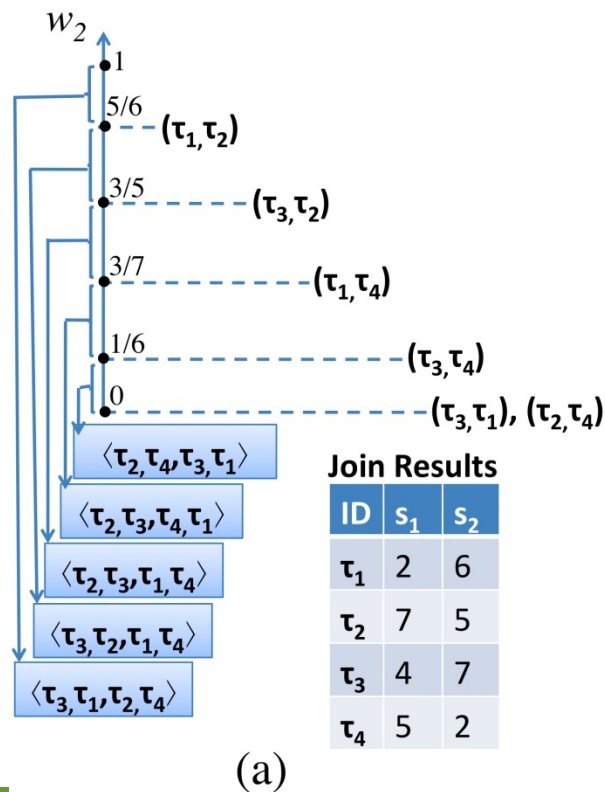 w₂
1
5/6
(τ₁,τ₂)
3/5
(τ₃,τ₂)
3/7
(τ₁,τ₄)
1/6
(τ₃,τ₄)
0
(τ₃,τ₁), (τ₂,τ₄)
⟨τ₂,τ₄,τ₃,τ₁⟩
⟨τ₂,τ₃,τ₄,τ₁⟩
⟨τ₂,τ₃,τ₁,τ₄⟩
⟨τ₃,τ₂,τ₁,τ₄⟩
⟨τ₃,τ₁,τ₂,τ₄⟩
Join Results
ID s₁ s₂
τ₁ 2 6
τ₂ 7 5
τ₃ 4 7
τ₄ 5 2
(a)